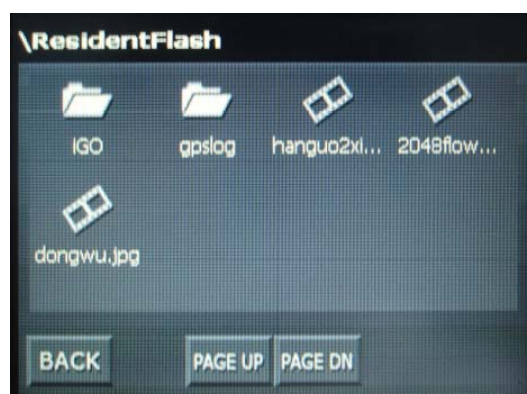 \ResidentFlash
IGO gpslog hanguo2xi... 2048flow...
dongwu.jpg
BACK PAGE UP PAGE DN